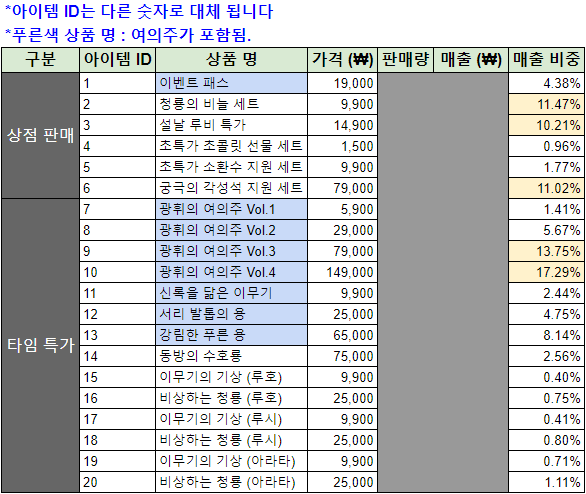 *아이템 ID는 다른 숫자로 대체 됩니다
*푸른색 상품 명 : 여의주가 포함됨.
구분 아이템 ID 상품 명 가격 (₩) 판매량 매출 (₩) 매출 비중
상점 판매
1 이벤트 패스 19,000 4.38%
2 청룡의 비늘 세트 9,900 11.47%
3 설날 루비 특가 14,900 10.21%
4 초특가 초콜릿 선물 세트 1,500 0.96%
5 초특가 소환수 지원 세트 9,900 1.77%
6 궁극의 각성석 지원 세트 79,000 11.02%
타임 특가
7 광휘의 여의주 Vol.1 5,900 1.41%
8 광휘의 여의주 Vol.2 29,000 5.67%
9 광휘의 여의주 Vol.3 79,000 13.75%
10 광휘의 여의주 Vol.4 149,000 17.29%
11 신록을 닮은 이무기 9,900 2.44%
12 서리 발톱의 용 25,000 4.75%
13 강림한 푸른 용 65,000 8.14%
14 동방의 수호룡 75,000 2.56%
15 이무기의 기상 (루호) 9,900 0.40%
16 비상하는 청룡 (루호) 25,000 0.75%
17 이무기의 기상 (루시) 9,900 0.41%
18 비상하는 청룡 (루시) 25,000 0.80%
19 이무기의 기상 (아라타) 9,900 0.71%
20 비상하는 청룡 (아라타) 25,000 1.11%